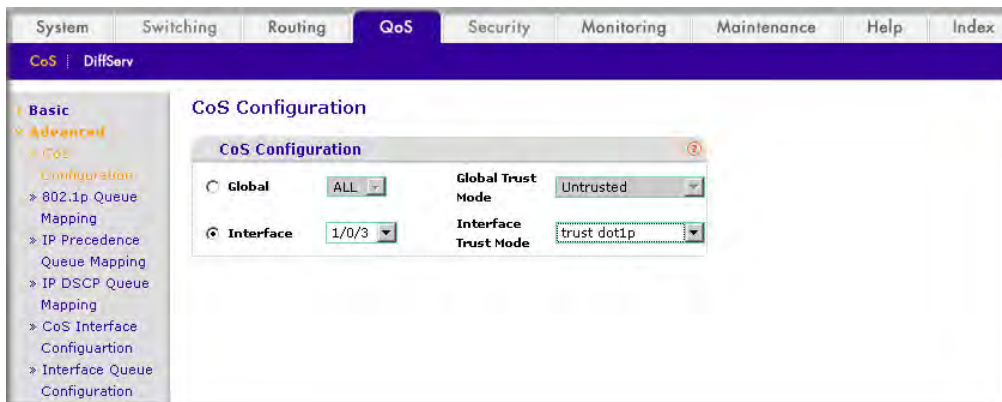 System Switching Routing QoS Security Monitoring Maintenance Help Index
CoS | DiffServ
Basic
Advanced
CoS
Configuration
» 802.1p Queue
Mapping
» IP Precedence
Queue Mapping
» IP DSCP Queue
Mapping
» CoS Interface
Configuartion
» Interface Queue
Configuration
CoS Configuration
CoS Configuration ?
Global ALL Global Trust
Mode Untrusted
Interface 1/0/3 Interface
Trust Mode trust dot1p